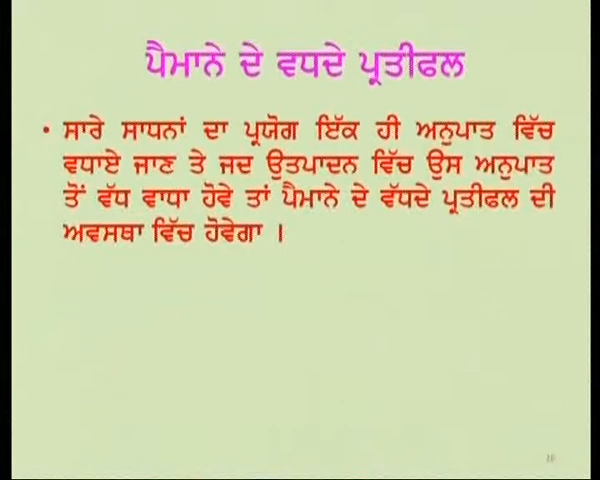 ਪੈਮਾਨੇ ਦੇ ਵਧਦੇ ਪ੍ਰਤੀਫਲ
• ਸਾਰੇ ਸਾਧਨਾਂ ਦਾ ਪ੍ਰਯੋਗ ਇੱਕ ਹੀ ਅਨੁਪਾਤ ਵਿੱਚ
ਵਧਾਏ ਜਾਣ ਤੇ ਜਦ ਉਤਪਾਦਨ ਵਿੱਚ ਉਸ ਅਨੁਪਾਤ
ਤੋਂ ਵੱਧ ਵਾਧਾ ਹੋਵੇ ਤਾਂ ਪੈਮਾਨੇ ਦੇ ਵੱਧਦੇ ਪ੍ਰਤੀਫਲ ਦੀ
ਅਵਸਥਾ ਵਿੱਚ ਹੋਵੇਗਾ ।